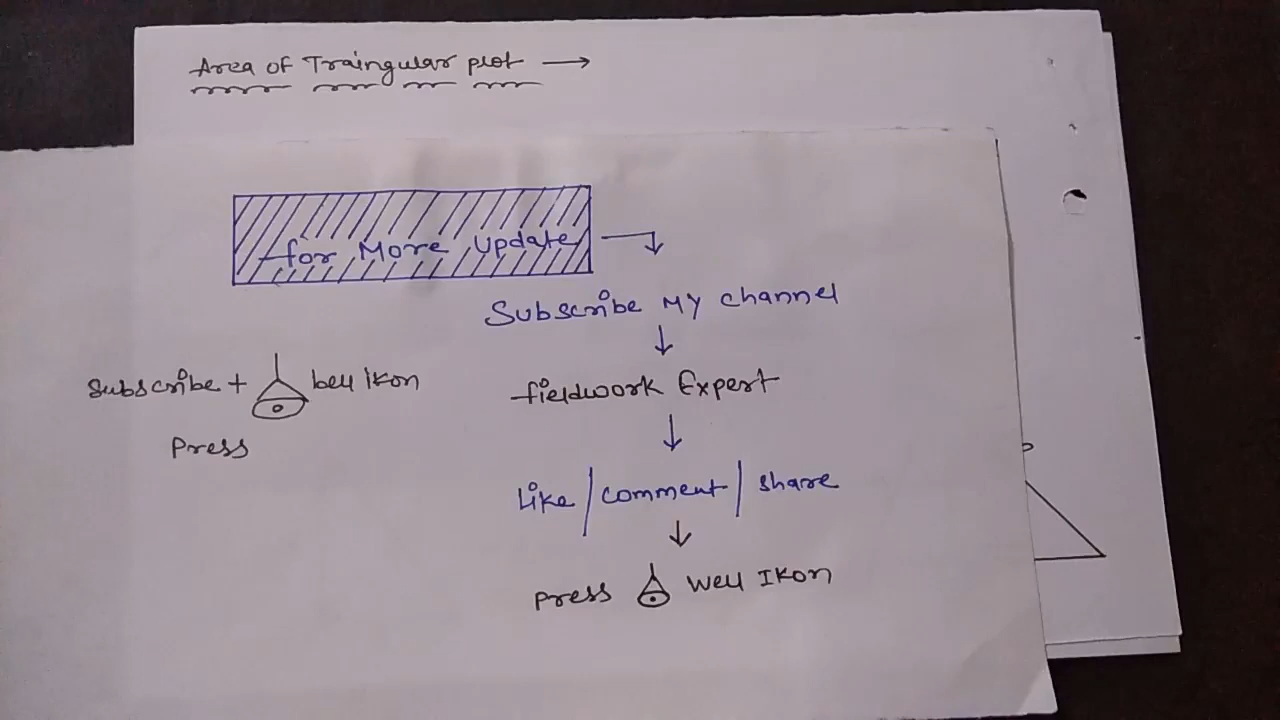 Area of Traingular plot →
for More Update
Subscribe My channel
fieldwork Expert
Like/comment/share
press Well Ikon
Subscribe + bell Ikon
Press